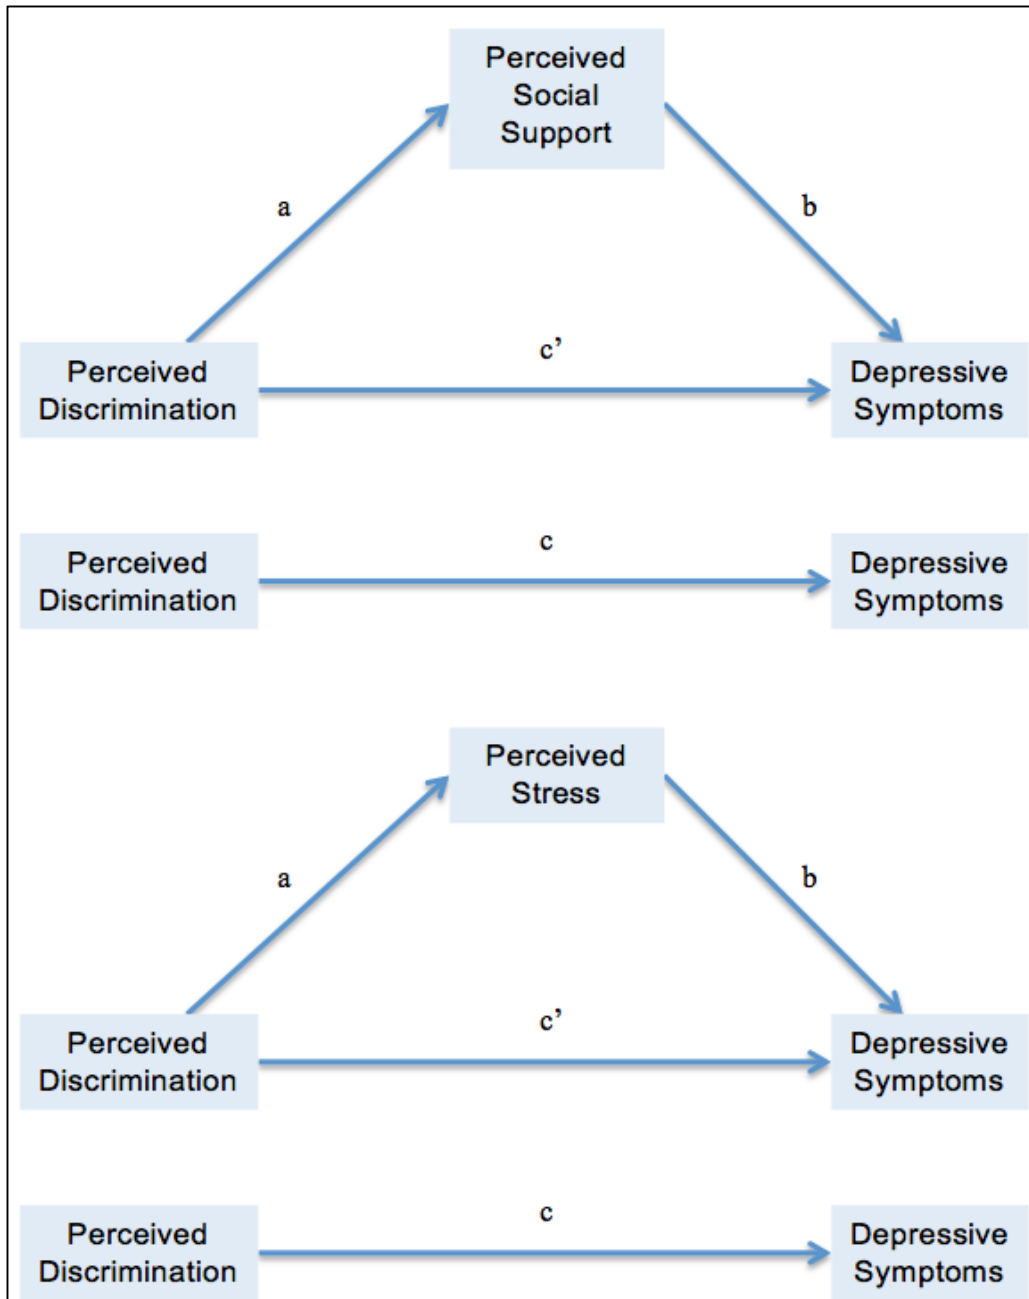 Perceived
Social
Support
a
b
c’
Perceived
Discrimination
Depressive
Symptoms
c
Perceived
Discrimination
Depressive
Symptoms
Perceived
Stress
a
b
c’
Perceived
Discrimination
Depressive
Symptoms
c
Perceived
Discrimination
Depressive
Symptoms